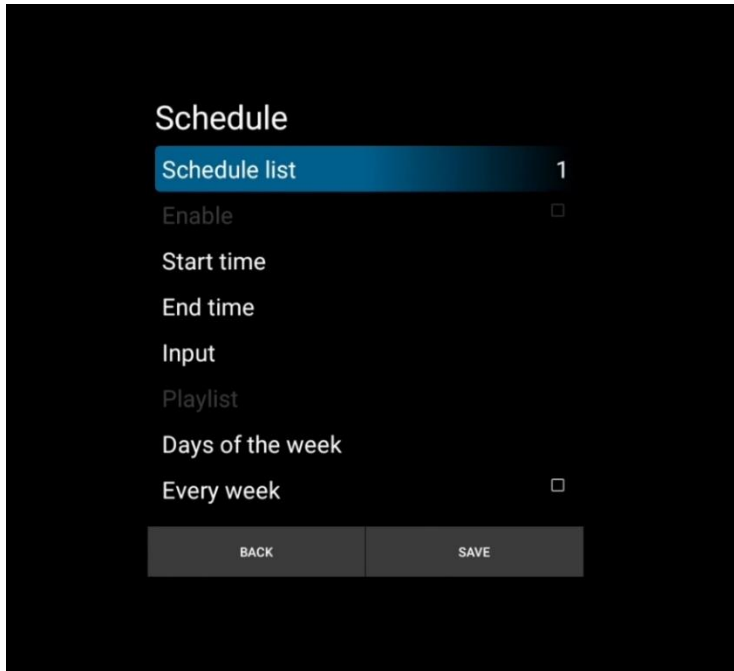 Schedule
Schedule list 1
Enable
Start time
End time
Input
Playlist
Days of the week
Every week
BACK SAVE